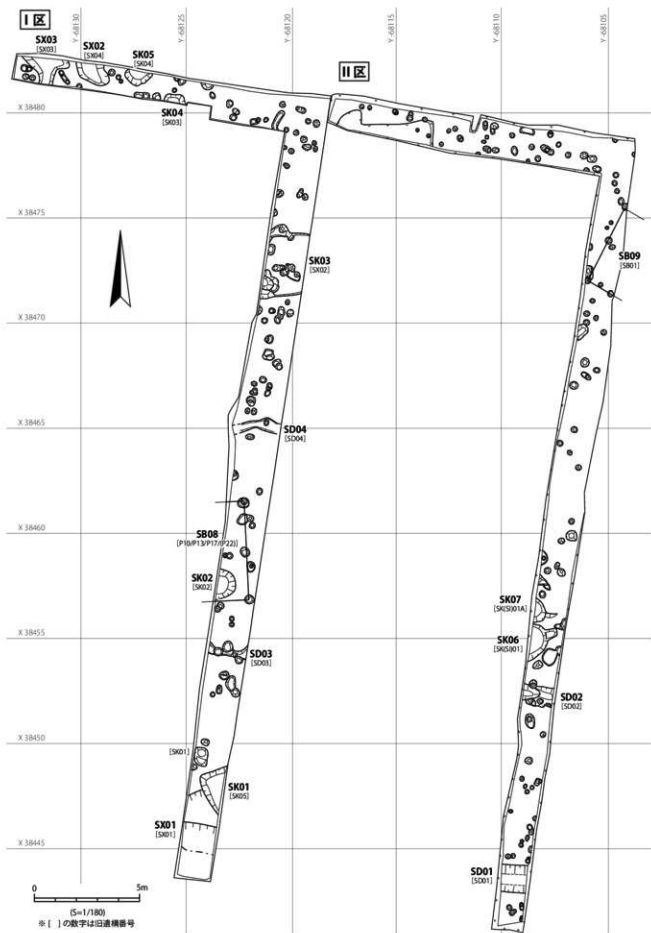 I 区
II 区
Y -68130
Y -68125
Y -68120
Y -68115
Y -68110
Y -68105
SX03
[SX03]
SX02
[SX04]
SK05
[SK04]
SK04
[SK03]
X 38480
X 38475
SB09
[SB01]
SK03
[SX02]
X 38470
X 38465
SD04
[SD04]
X 38460
SB08
[P10/P13/P17/(P22)]
SK02
[SK02]
SK07
[SK(SI)01A]
X 38455
SK06
[SK(SI)01]
SD03
[SD03]
SD02
[SD02]
X 38450
[SK01]
SK01
[SK05]
SX01
[SX01]
X 38445
SD01
[SD01]
0 5m
(S=1/180)
※ [ ] の数字は旧遺構番号